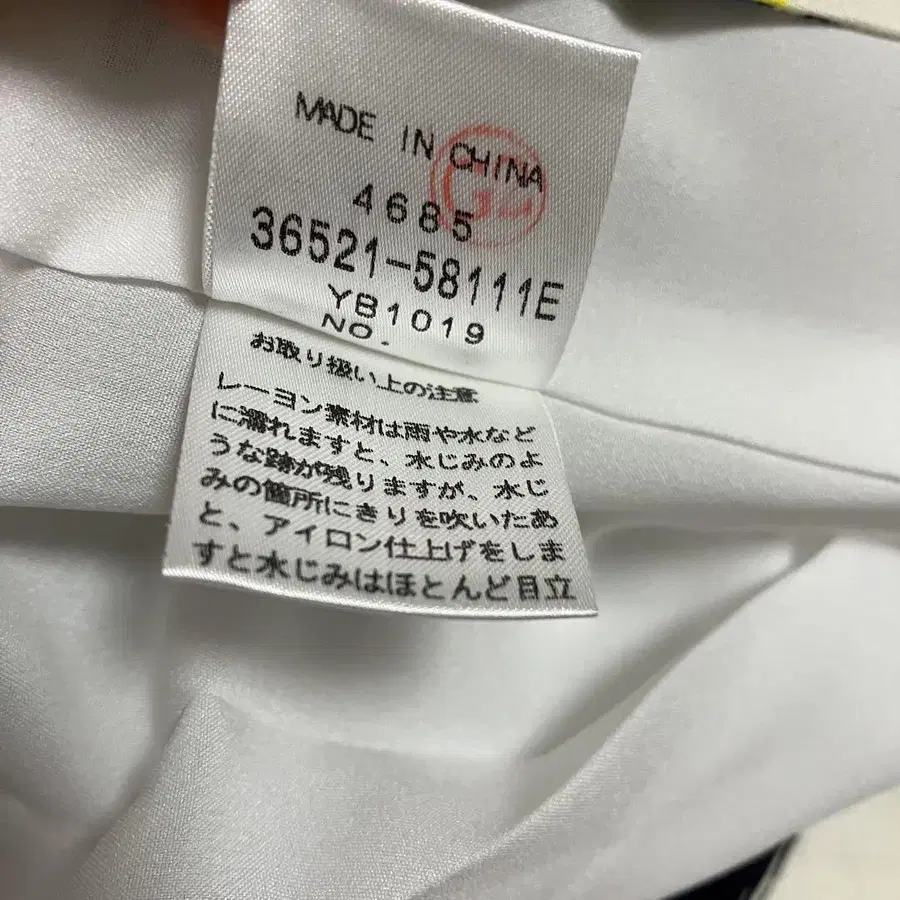 MADE IN CHINA
4685
36521-58111E
YB1019
NO.
お取り扱い上の注意
レーヨン素材は雨や水など
に濡れますと、水じみのよ
うな跡が残りますが、水じ
みの箇所にきりを吹いたあ
と、アイロン仕上げをしま
すと水じみはほとんど目立